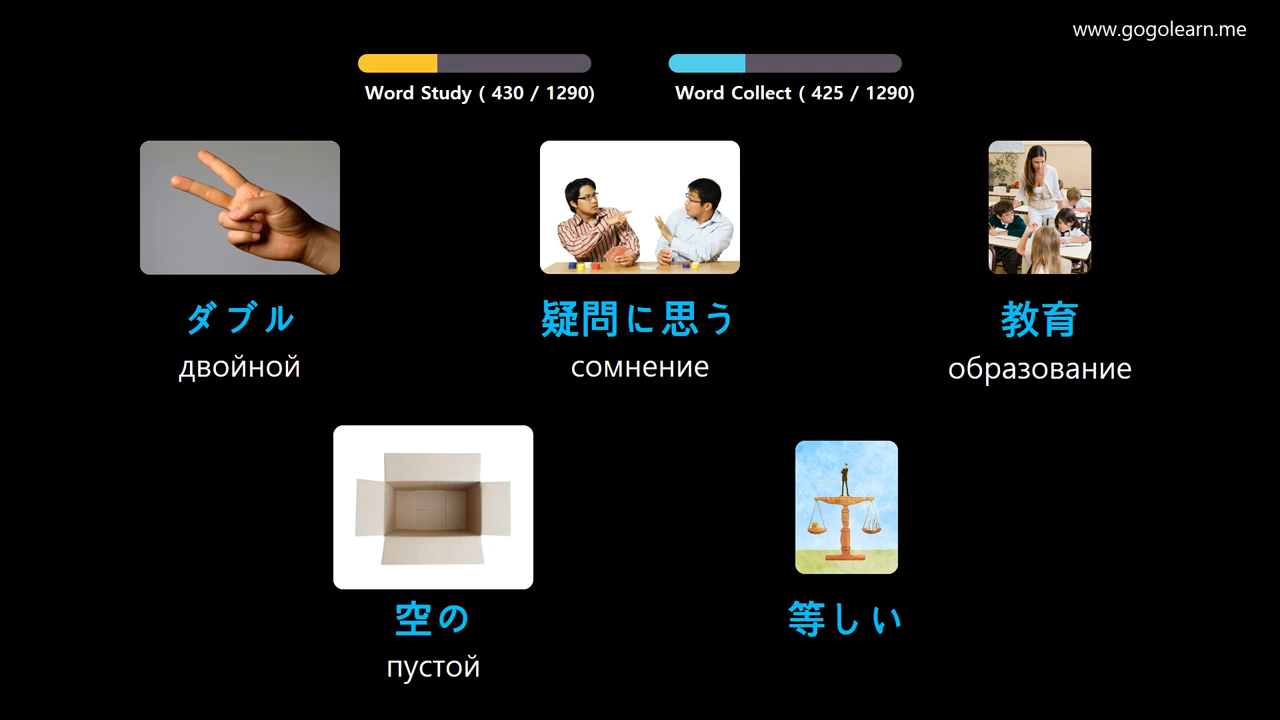 www.gogolearn.me
Word Study ( 430 / 1290)
Word Collect ( 425 / 1290)
ダブル
двойной
疑問に思う
сомнение
教育
образование
空の
пустой
等しい